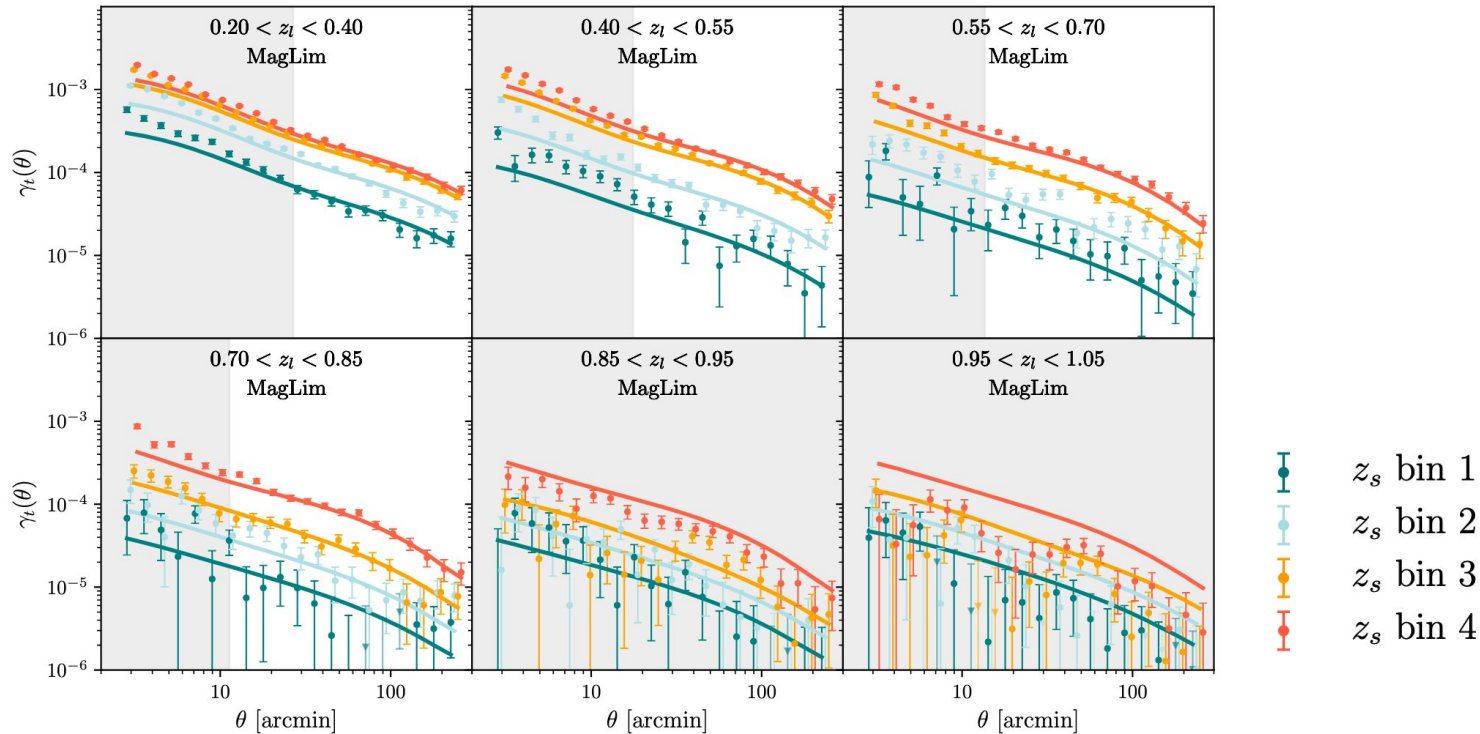 0.20 < z_l < 0.40
MagLim
0.40 < z_l < 0.55
MagLim
0.55 < z_l < 0.70
MagLim
γ_t(θ)
10⁻³
10⁻⁴
10⁻⁵
10⁻⁶
0.70 < z_l < 0.85
MagLim
0.85 < z_l < 0.95
MagLim
0.95 < z_l < 1.05
MagLim
γ_t(θ)
10⁻³
10⁻⁴
10⁻⁵
10⁻⁶
10 100
10 100
10 100
θ [arcmin]
θ [arcmin]
θ [arcmin]
z_s bin 1
z_s bin 2
z_s bin 3
z_s bin 4